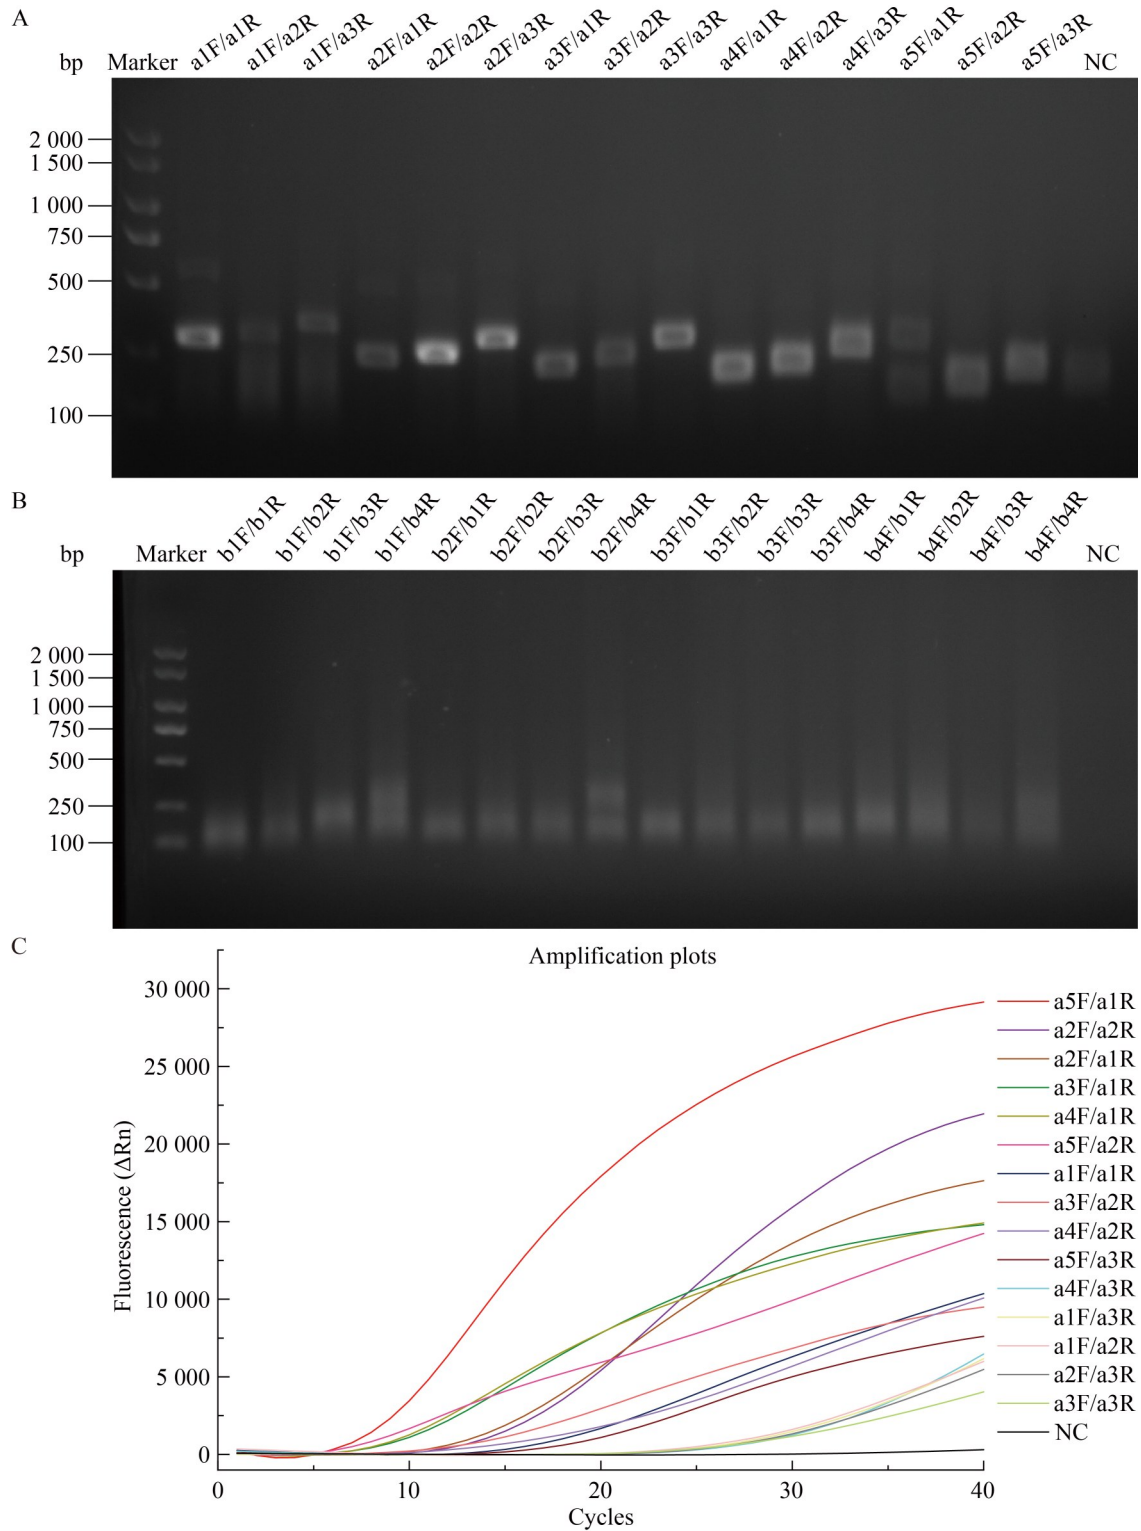 A
bp Marker a1F/a1R a1F/a2R a1F/a3R a2F/a1R a2F/a2R a2F/a3R a3F/a1R a3F/a2R a3F/a3R a4F/a1R a4F/a2R a4F/a3R a5F/a1R a5F/a2R a5F/a3R NC
2 000
1 500
1 000
750
500
250
100
B
bp Marker b1F/b1R b1F/b2R b1F/b3R b1F/b4R b2F/b1R b2F/b2R b2F/b3R b2F/b4R b3F/b1R b3F/b2R b3F/b3R b3F/b4R b4F/b1R b4F/b2R b4F/b3R b4F/b4R NC
2 000
1 500
1 000
750
500
250
100
C
Amplification plots
Fluorescence (ΔRn)
30 000
25 000
20 000
15 000
10 000
5 000
0
0 10 20 30 40
Cycles
a5F/a1R
a2F/a2R
a2F/a1R
a3F/a1R
a4F/a1R
a5F/a2R
a1F/a1R
a3F/a2R
a4F/a2R
a5F/a3R
a4F/a3R
a1F/a3R
a1F/a2R
a2F/a3R
a3F/a3R
NC